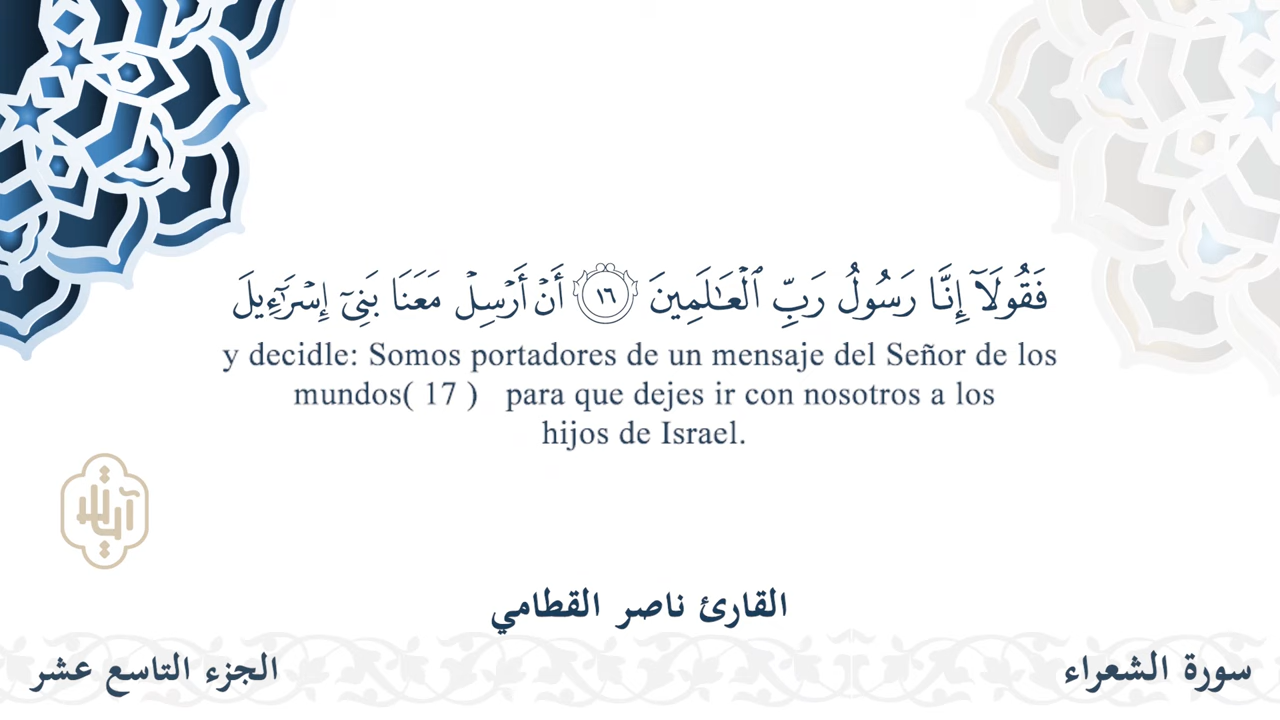 فَقُولَآ إِنَّا رَسُولُ رَبِّ ٱلْعَـٰلَمِينَ ١٦ أَنْ أَرْسِلْ مَعَنَا بَنِىٓ إِسْرَٰٓءِيلَ
y decidle: Somos portadores de un mensaje del Señor de los
mundos( 17 ) para que dejes ir con nosotros a los
hijos de Israel.
القارئ ناصر القطامي
سورة الشعراء
الجزء التاسع عشر